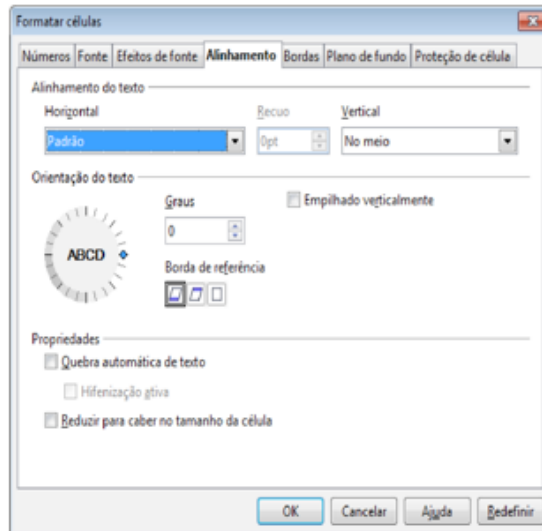 Formatar células
Números Fonte Efeitos de fonte Alinhamento Bordas Plano de fundo Proteção de célula
Alinhamento do texto
Horizontal Recuo Vertical
Padrão 0pt No meio
Orientação do texto
Graus Empilhado verticalmente
0
ABCD
Borda de referência
Propriedades
Quebra automática de texto
Hifenização ativa
Reduzir para caber no tamanho da célula
OK Cancelar Ajuda Redefinir